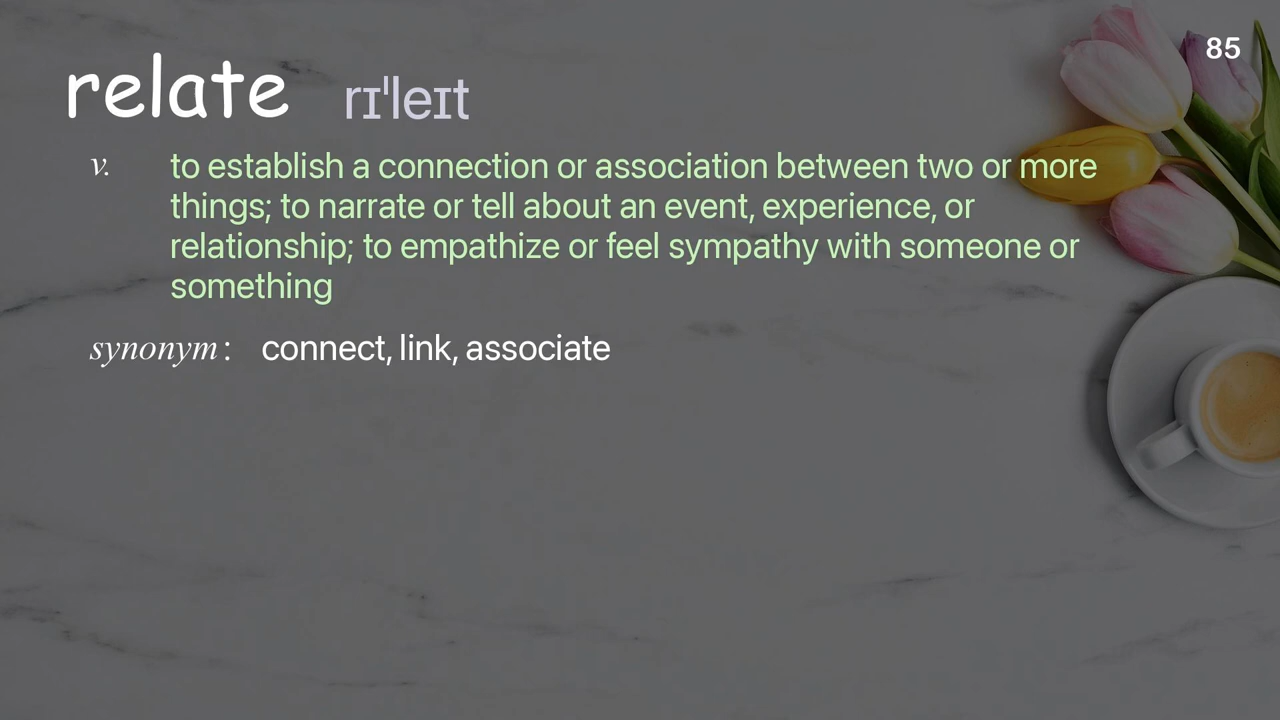 85
relate rɪˈleɪt
v. to establish a connection or association between two or more
things; to narrate or tell about an event, experience, or
relationship; to empathize or feel sympathy with someone or
something
synonym : connect, link, associate